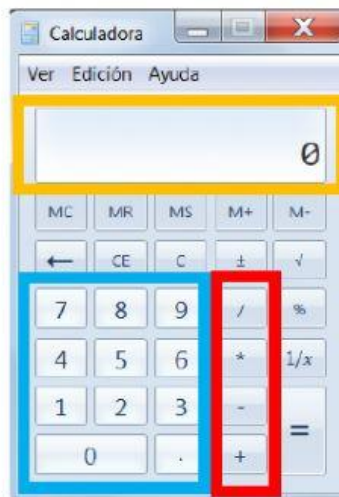 Calculadora
Ver Edición Ayuda
0
MC MR MS M+ M-
← CE C ± √
7 8 9 / %
4 5 6 * 1/x
1 2 3 - =
0 . +